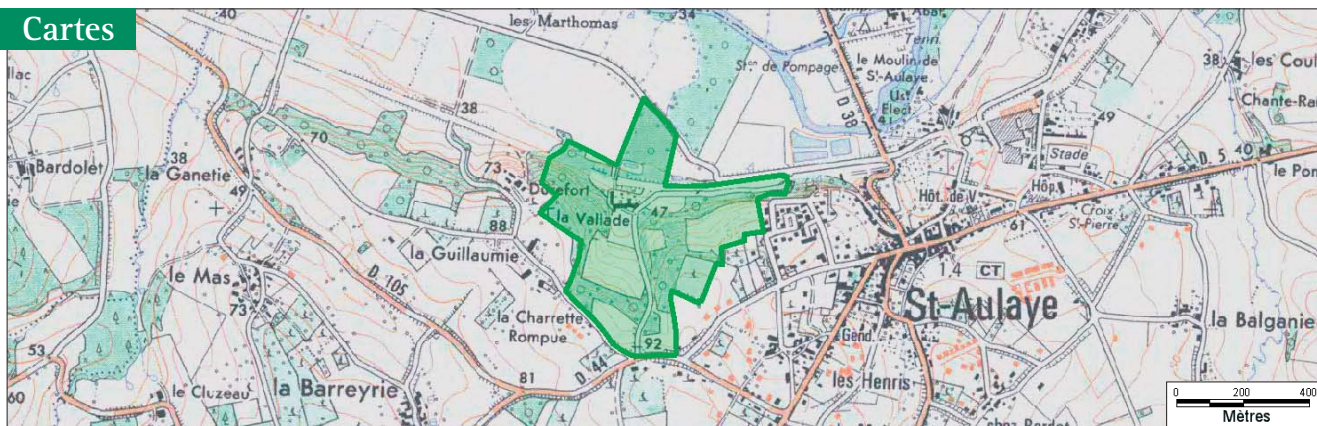 Cartes
40
les Marthomas
34
Stⁿ de Pompage
le Moulin de
St-Aulaye
D 38
38
les Coul
Chante-Ra
49
Stade
D. 5
40
le Pon
Bardolet
38
la Ganetie
49
70
38
73
88
la Guillaumie
la Vallade
47
Hôt. de V.
Hôp.
Croix
St-Pierre
61
14
CT
St-Aulaye
le Mas
73
D. 105
la Charrette
Rompue
92
D 44
81
Gend.
les Henris
la Balganie
53
60
le Cluzeau
la Barreyrie
0 200 400
Mètres